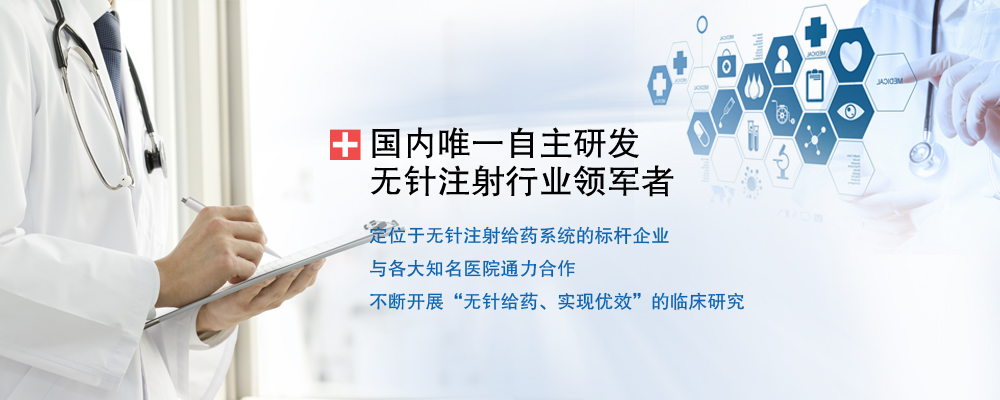 国内唯一自主研发
无针注射行业领军者
定位于无针注射给药系统的标杆企业
与各大知名医院通力合作
不断开展“无针给药、实现优效”的临床研究
MEDICAL
MEDICAL